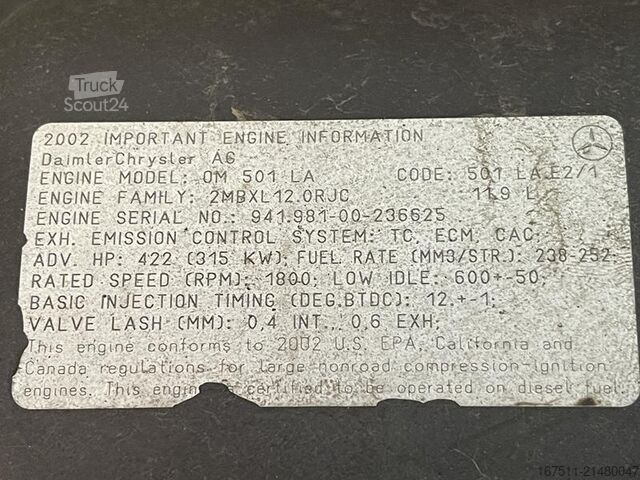 Truck
Scout24
2002 IMPORTANT ENGINE INFORMATION
DaimlerChrysler AG
ENGINE MODEL: OM 501 LA CODE: 501 LA.E2/1
ENGINE FAMILY: 2MBXL12.0RJC 11.9 L
ENGINE SERIAL NO.: 941.981-00-236625
EXH. EMISSION CONTROL SYSTEM: TC, ECM, CAC;
ADV. HP: 422 (315 KW); FUEL RATE (MM3/STR.): 238-252;
RATED SPEED (RPM): 1800; LOW IDLE: 600+-50;
BASIC INJECTION TIMING (DEG.BTDC): 12.+-1;
VALVE LASH (MM): 0,4 INT., 0,6 EXH;
This engine conforms to 2002 U.S. EPA, California and
Canada regulations for large nonroad compression-ignition
engines. This engine is certified to be operated on diesel fuel.
167511-21480047